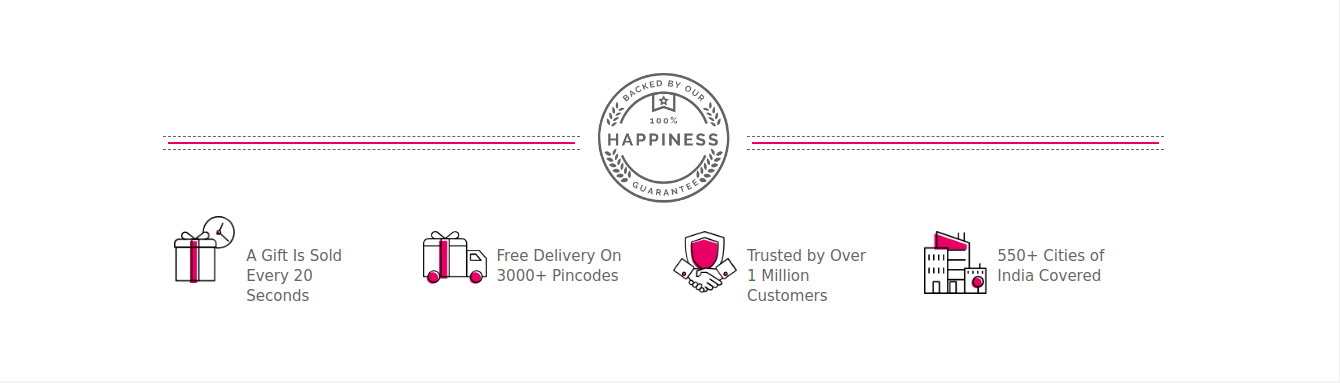 BACKED BY OUR
100%
HAPPINESS
GUARANTEE
A Gift Is Sold
Every 20
Seconds
Free Delivery On
3000+ Pincodes
Trusted by Over
1 Million
Customers
550+ Cities of
India Covered